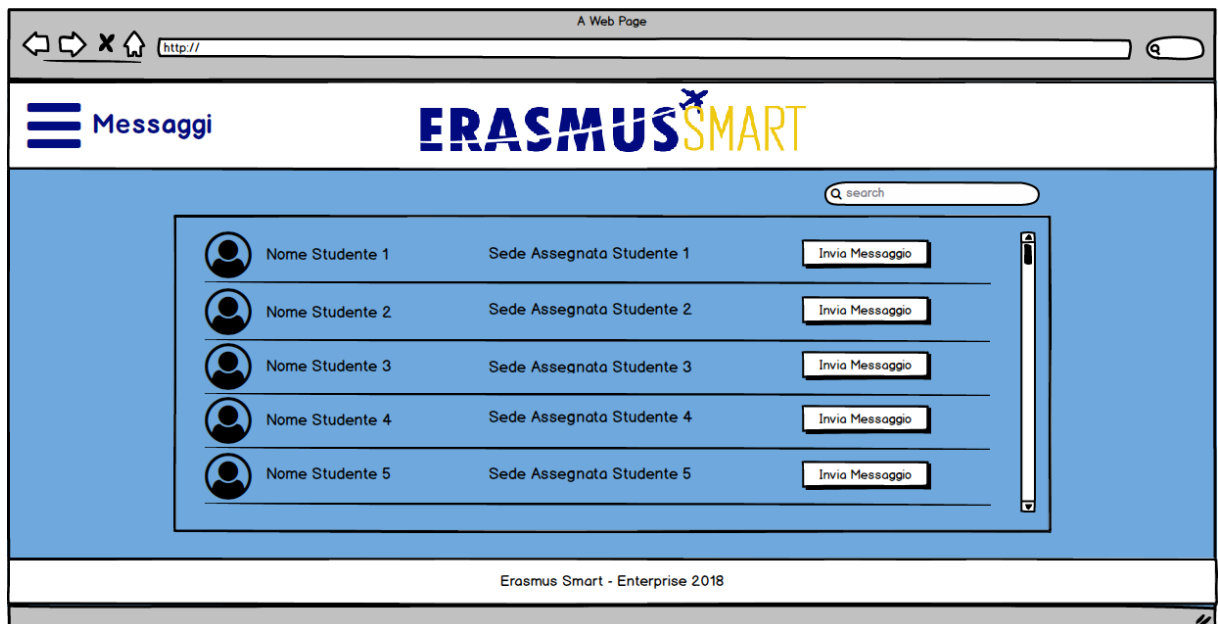 A Web Page
http://
Messaggi
ERASMUS SMART
search
Nome Studente 1 Sede Assegnata Studente 1 Invia Messaggio
Nome Studente 2 Sede Assegnata Studente 2 Invia Messaggio
Nome Studente 3 Sede Assegnata Studente 3 Invia Messaggio
Nome Studente 4 Sede Assegnata Studente 4 Invia Messaggio
Nome Studente 5 Sede Assegnata Studente 5 Invia Messaggio
Erasmus Smart - Enterprise 2018